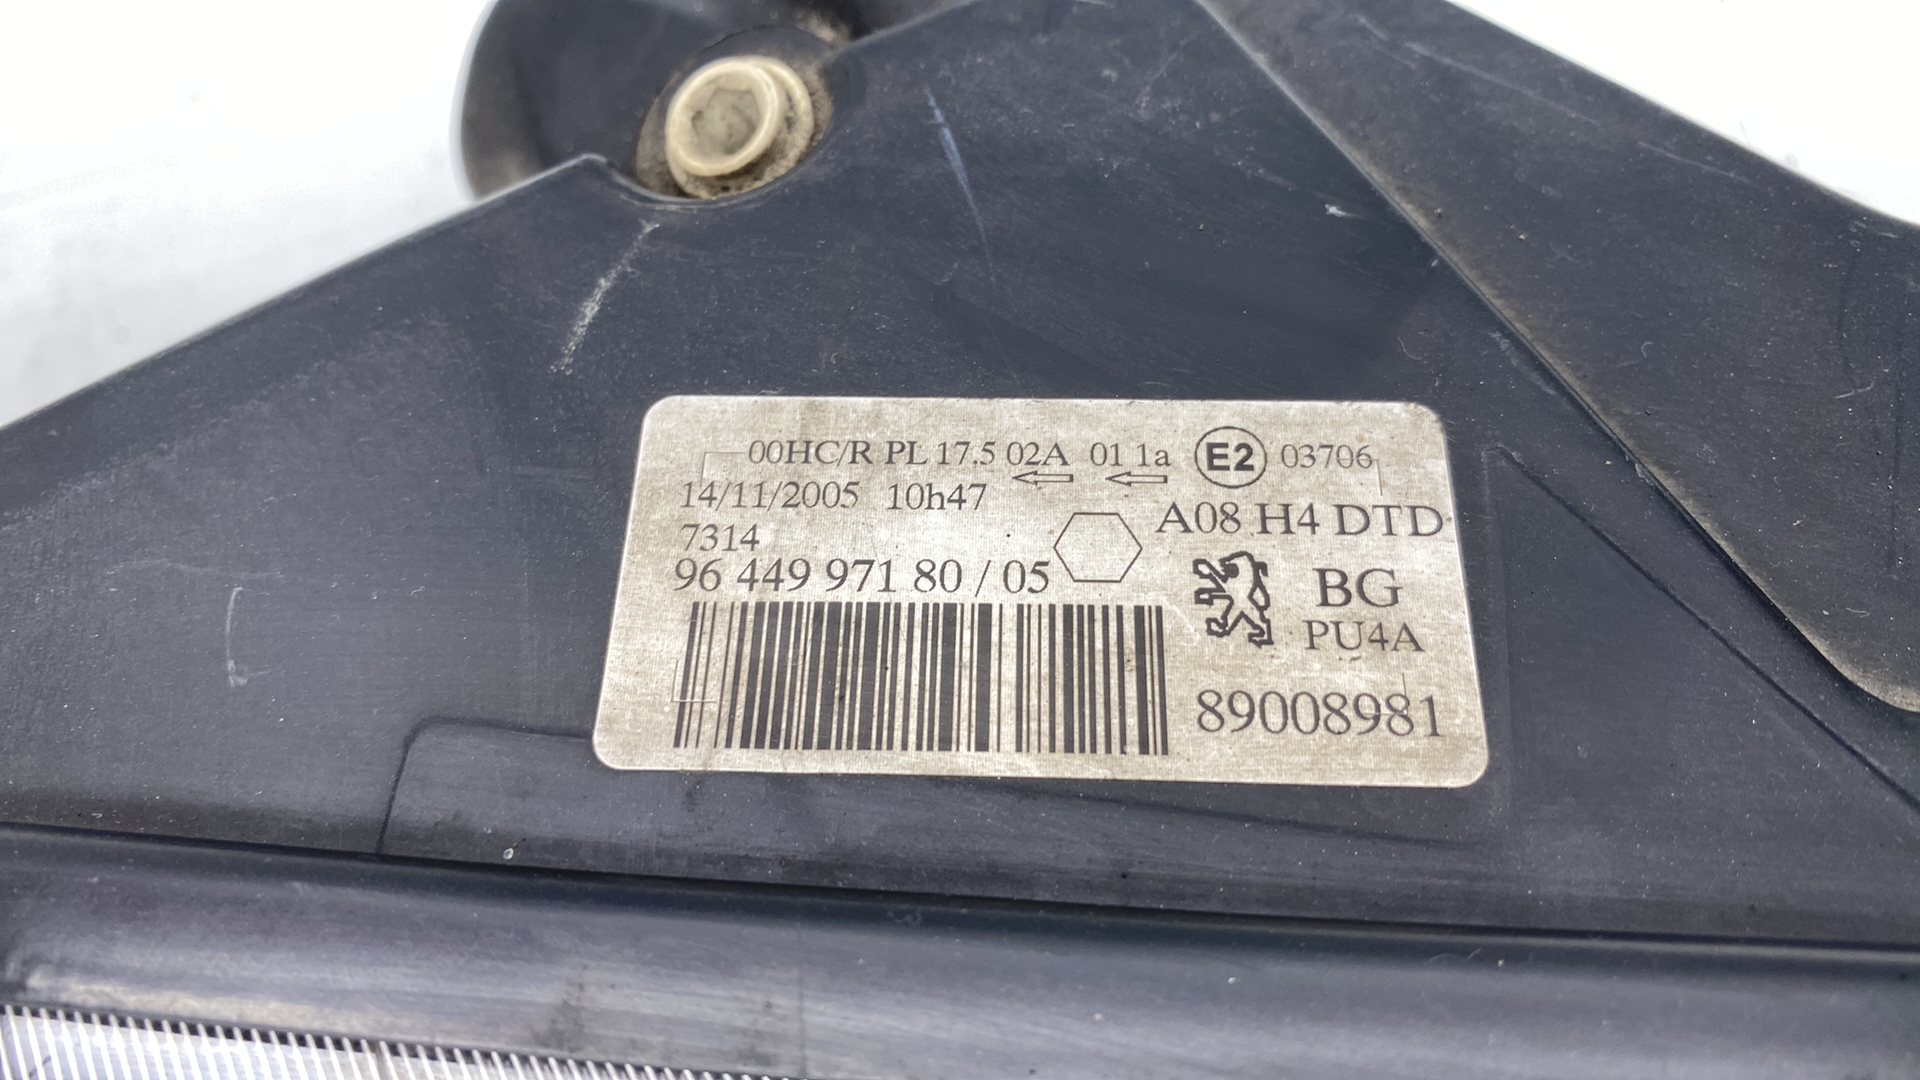 00HC/R PL 17.5 02A 01 1a E2 03706
14/11/2005 10h47
A08 H4 DTD
7314
96 449 971 80 / 05
BG
PU4A
89008981